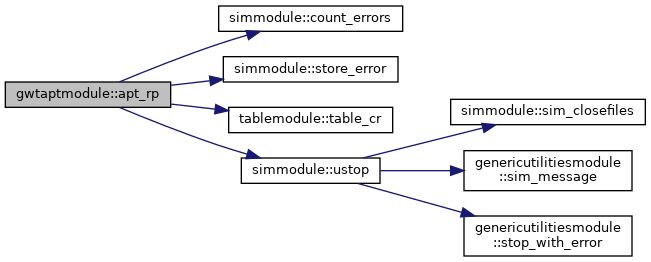 gwtaptmodule::apt_rp
simmodule::count_errors
simmodule::store_error
tablemodule::table_cr
simmodule::ustop
simmodule::sim_closefiles
genericutilitiesmodule
::sim_message
genericutilitiesmodule
::stop_with_error